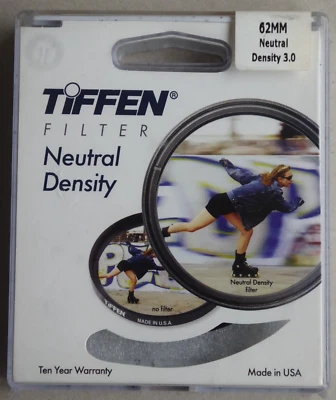 62MM
Neutral
Density 3.0
TIFFEN®
FILTER
Neutral
Density
Neutral Density
filter
no filter
TIFFEN® MADE IN U.S.A.
Ten Year Warranty
Made in USA